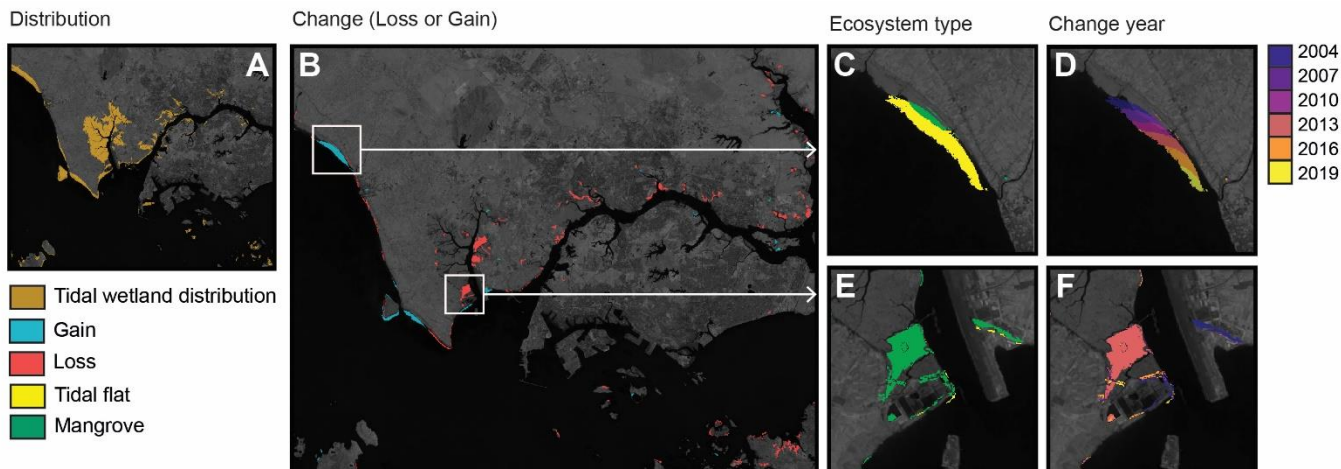 Distribution
Change (Loss or Gain)
Ecosystem type
Change year
A
B
C
D
2004
2007
2010
2013
2016
2019
Tidal wetland distribution
Gain
Loss
Tidal flat
Mangrove
E
F